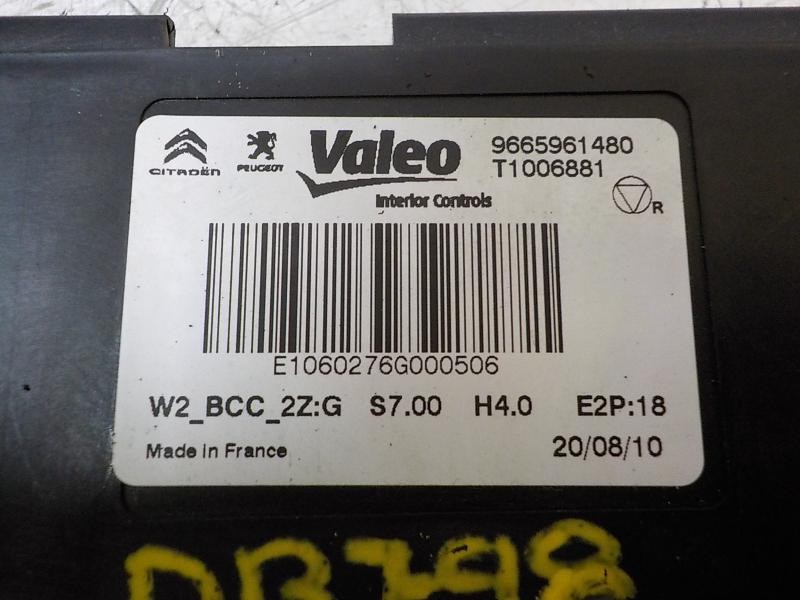 CITROËN PEUGEOT Valeo 9665961480
T1006881
Interior Controls R
E1060276G000506
W2_BCC_2Z:G S7.00 H4.0 E2P:18
Made in France 20/08/10